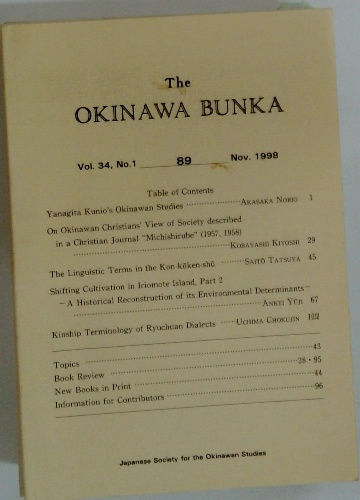 The
OKINAWA BUNKA
Vol. 34, No.1 89 Nov. 1998
Table of Contents
Yanagita Kunio's Okinawan Studies ……………… AKASAKA NORIO 1
On Okinawan Christians' View of Society described
in a Christian Journal "Michishirube" (1957, 1958)
……………… KOBAYASHI KIYOSHI 29
The Linguistic Terms in the Kon-kōken-shū ……… SAITŌ TATSUYA 45
Shifting Cultivation in Iriomote Island, Part 2
—A Historical Reconstruction of its Environmental Determinants—
……………… ANKEI YŪJI 67
Kinship Terminology of Ryuchuan Dialects ……… UCHIMA CHOKUJIN
Topics ……………… 43
Book Review ……………… 28・95
New Books in Print ……………… 44
Information for Contributors ……………… 96
Japanese Society for the Okinawan Studies